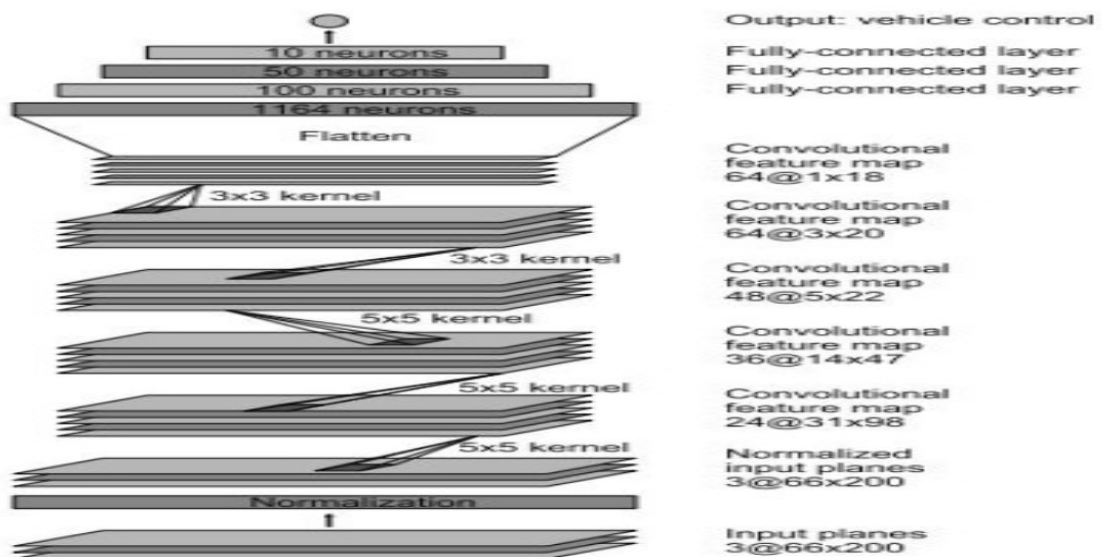 Output: vehicle control
10 neurons
Fully-connected layer
50 neurons
Fully-connected layer
100 neurons
Fully-connected layer
1164 neurons
Flatten
Convolutional
feature map
64@1x18
3x3 kernel
Convolutional
feature map
64@3x20
3x3 kernel
Convolutional
feature map
48@5x22
5x5 kernel
Convolutional
feature map
36@14x47
5x5 kernel
Convolutional
feature map
24@31x98
5x5 kernel
Normalized
input planes
3@66x200
Normalization
Input planes
3@66x200